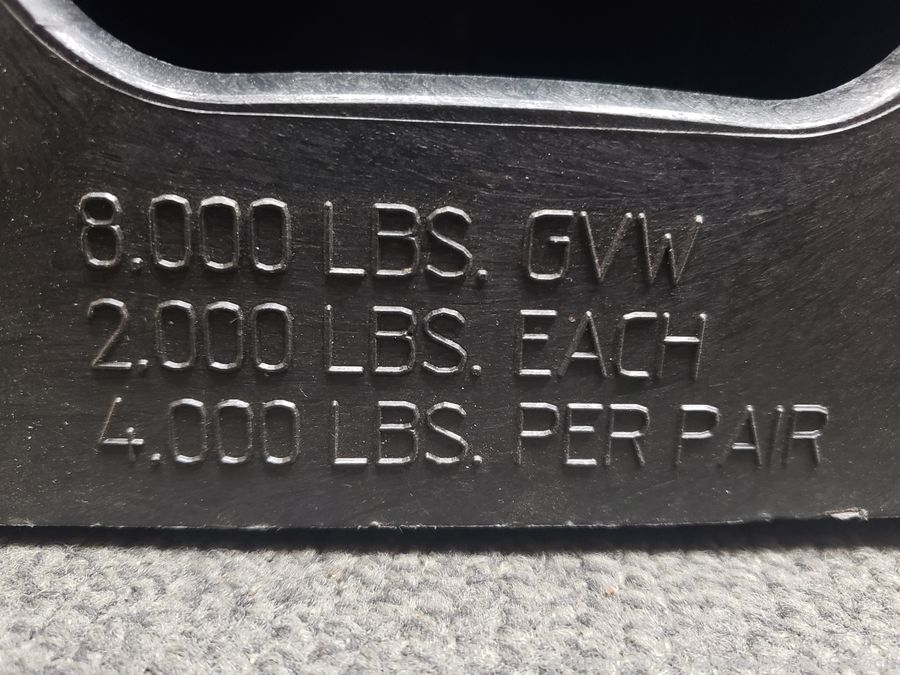 8.000 LBS. GVW
2.000 LBS. EACH
4.000 LBS. PER PAIR